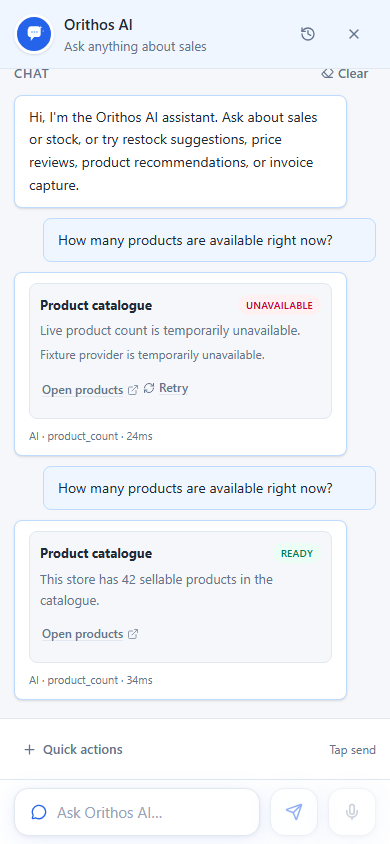 Orithos AI
Ask anything about sales
CHAT
Clear
Hi, I'm the Orithos AI assistant. Ask about sales
or stock, or try restock suggestions, price
reviews, product recommendations, or invoice
capture.
How many products are available right now?
Product catalogue
UNAVAILABLE
Live product count is temporarily unavailable.
Fixture provider is temporarily unavailable.
Open products
Retry
AI · product_count · 24ms
How many products are available right now?
Product catalogue
READY
This store has 42 sellable products in the
catalogue.
Open products
AI · product_count · 34ms
Quick actions
Tap send
Ask Orithos AI...